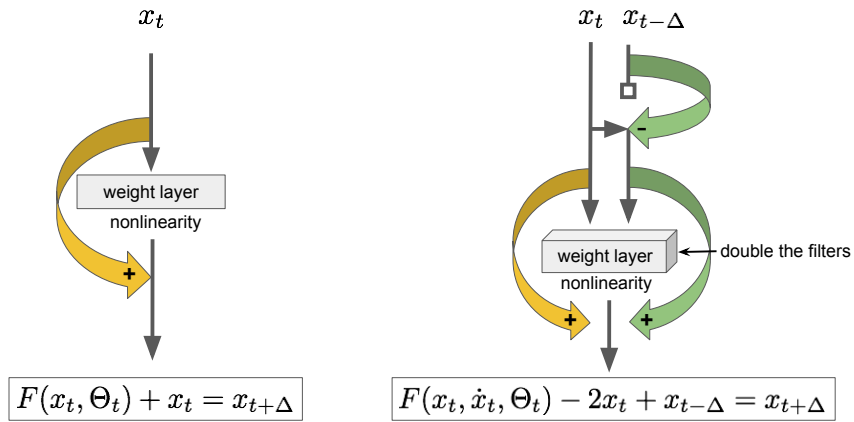 x_t
weight layer
nonlinearity
+
F(x_t, Θ_t) + x_t = x_{t+Δ}
x_t x_{t−Δ}
-
weight layer
double the filters
nonlinearity
+ +
F(x_t, ẋ_t, Θ_t) − 2x_t + x_{t−Δ} = x_{t+Δ}